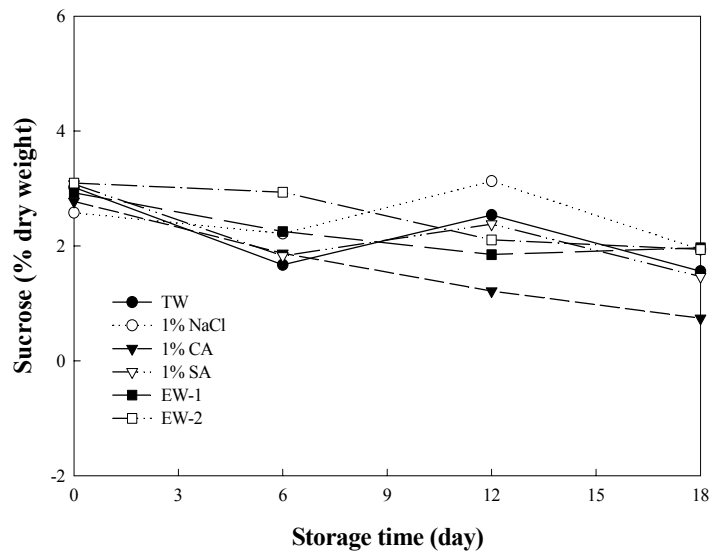 6
4
2
0
-2
Sucrose (% dry weight)
TW
1% NaCl
1% CA
1% SA
EW-1
EW-2
0 3 6 9 12 15 18
Storage time (day)